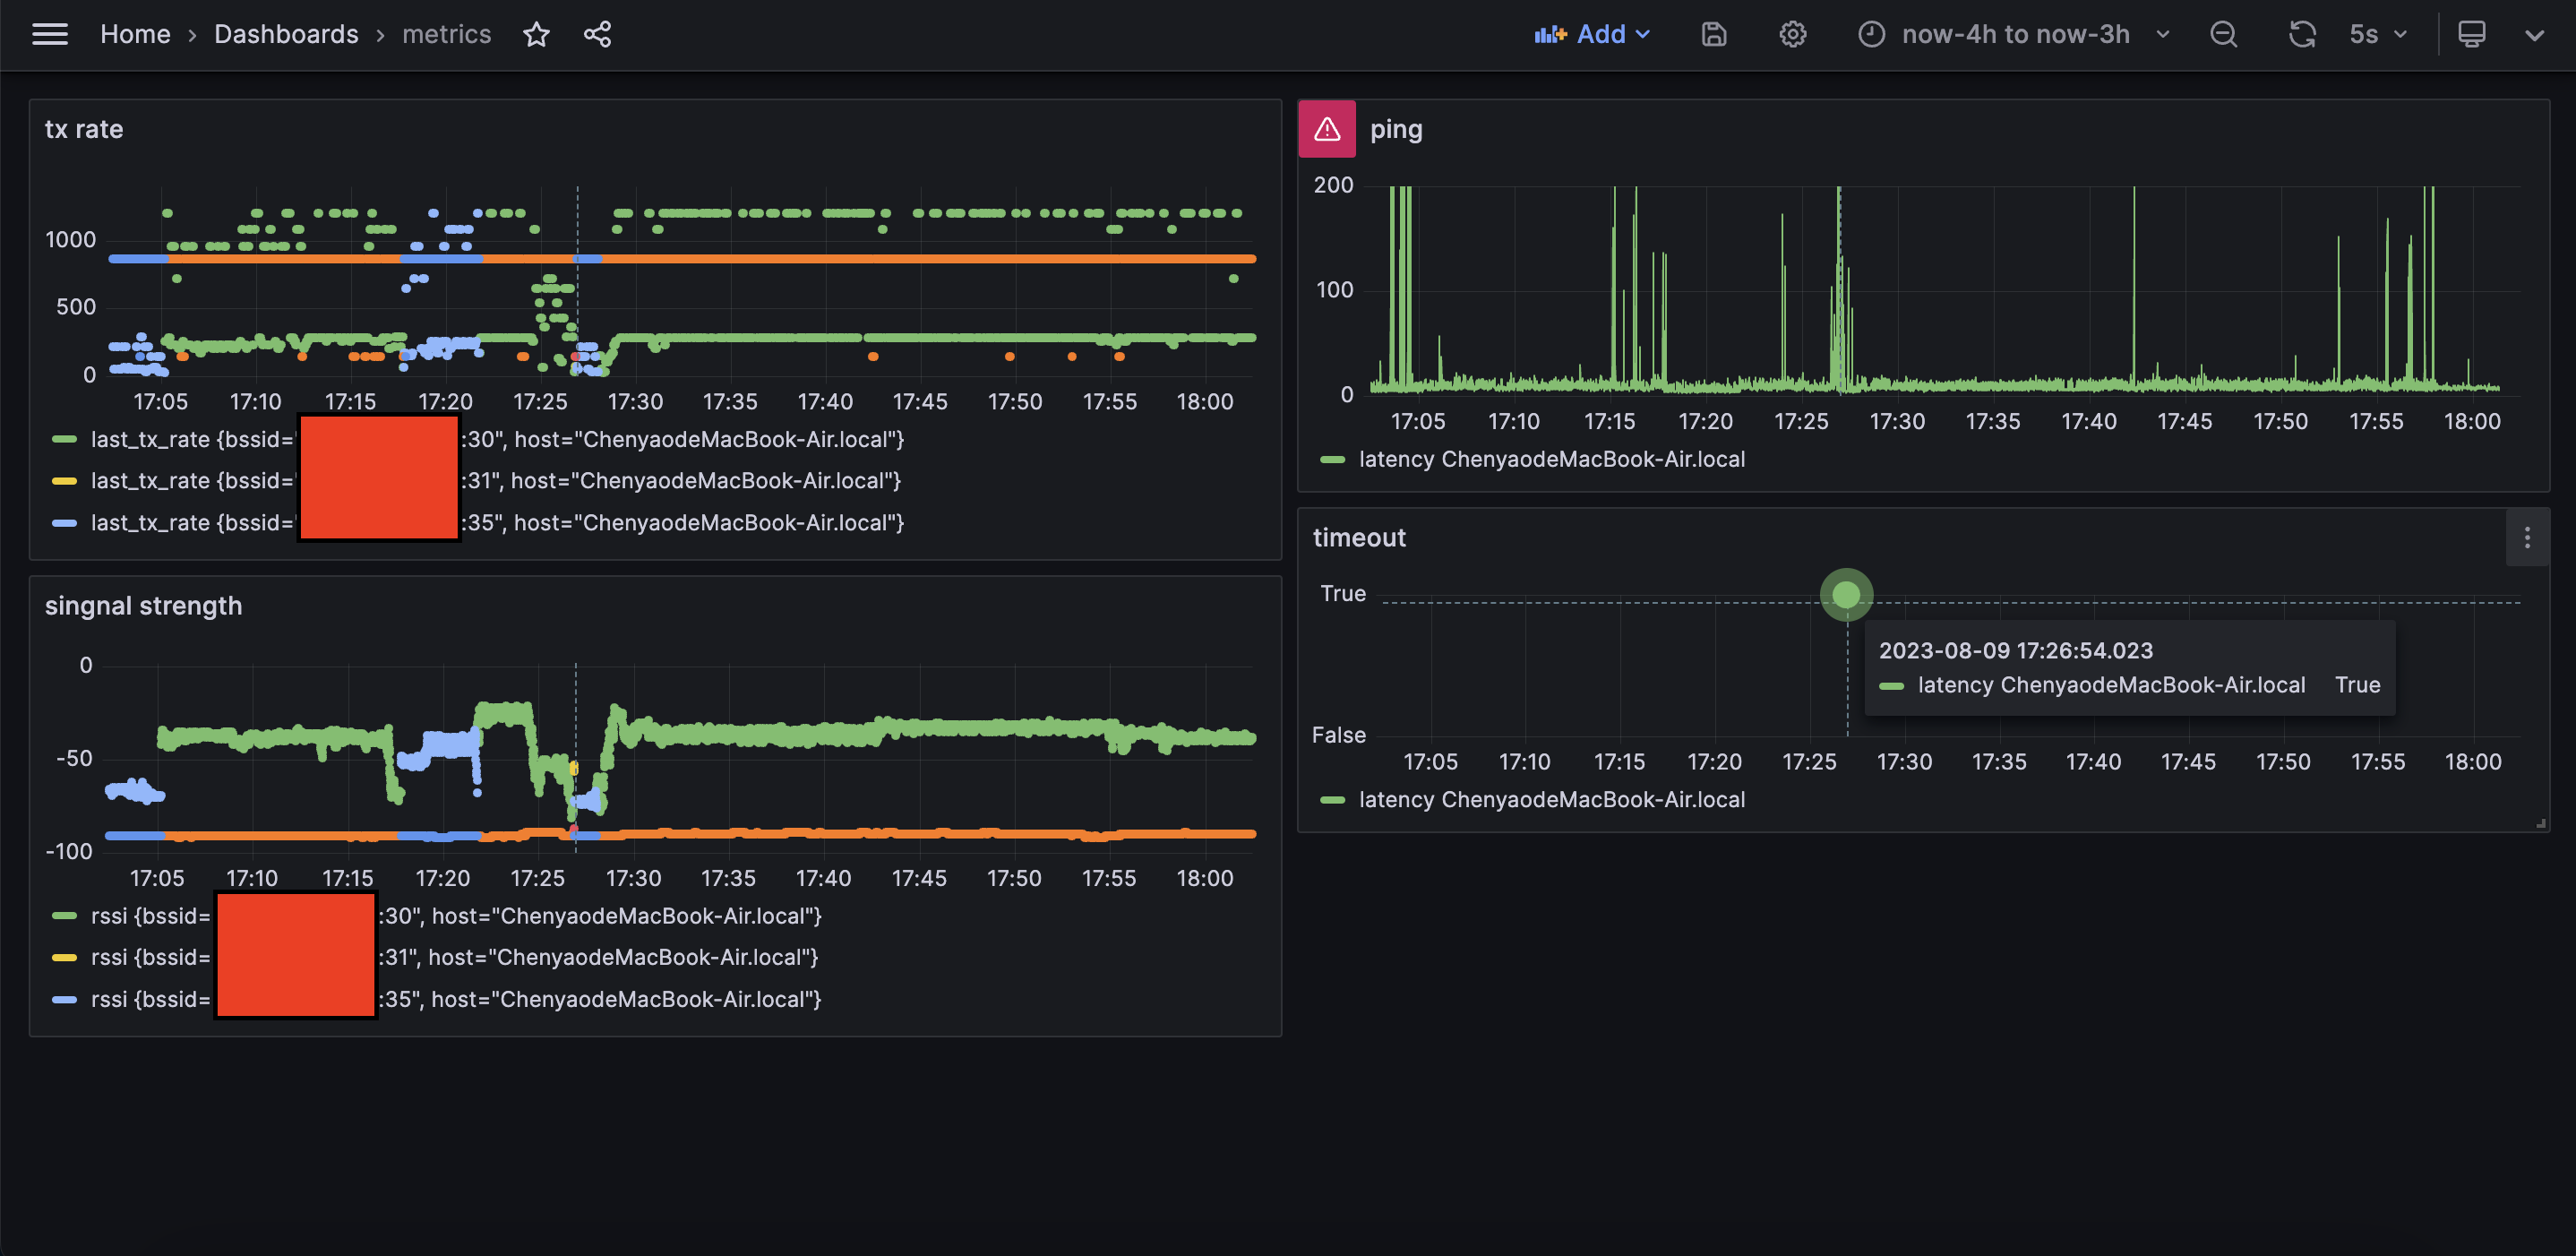 Home › Dashboards › metrics
Add
now-4h to now-3h
5s
tx rate
1000
500
0
17:05 17:10 17:15 17:20 17:25 17:30 17:35 17:40 17:45 17:50 17:55 18:00
last_tx_rate {bssid=" :30", host="ChenyaodeMacBook-Air.local"}
last_tx_rate {bssid=" :31", host="ChenyaodeMacBook-Air.local"}
last_tx_rate {bssid=" :35", host="ChenyaodeMacBook-Air.local"}
singnal strength
0
-50
-100
17:05 17:10 17:15 17:20 17:25 17:30 17:35 17:40 17:45 17:50 17:55 18:00
rssi {bssid= :30", host="ChenyaodeMacBook-Air.local"}
rssi {bssid= :31", host="ChenyaodeMacBook-Air.local"}
rssi {bssid= :35", host="ChenyaodeMacBook-Air.local"}
ping
200
100
0
17:05 17:10 17:15 17:20 17:25 17:30 17:35 17:40 17:45 17:50 17:55 18:00
latency ChenyaodeMacBook-Air.local
timeout
True
False
2023-08-09 17:26:54.023
latency ChenyaodeMacBook-Air.local True
17:05 17:10 17:15 17:20 17:25 17:30 17:35 17:40 17:45 17:50 17:55 18:00
latency ChenyaodeMacBook-Air.local